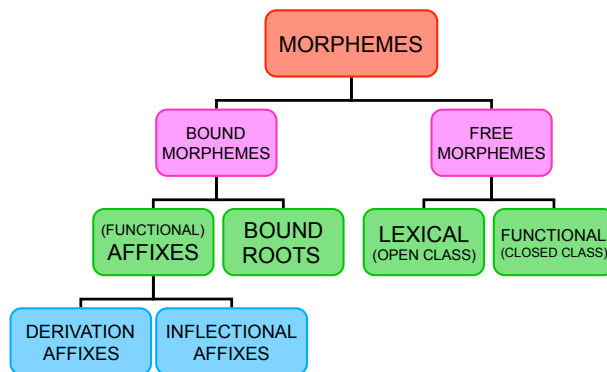 MORPHEMES
BOUND
MORPHEMES
FREE
MORPHEMES
(FUNCTIONAL)
AFFIXES
BOUND
ROOTS
LEXICAL
(OPEN CLASS)
FUNCTIONAL
(CLOSED CLASS)
DERIVATION
AFFIXES
INFLECTIONAL
AFFIXES